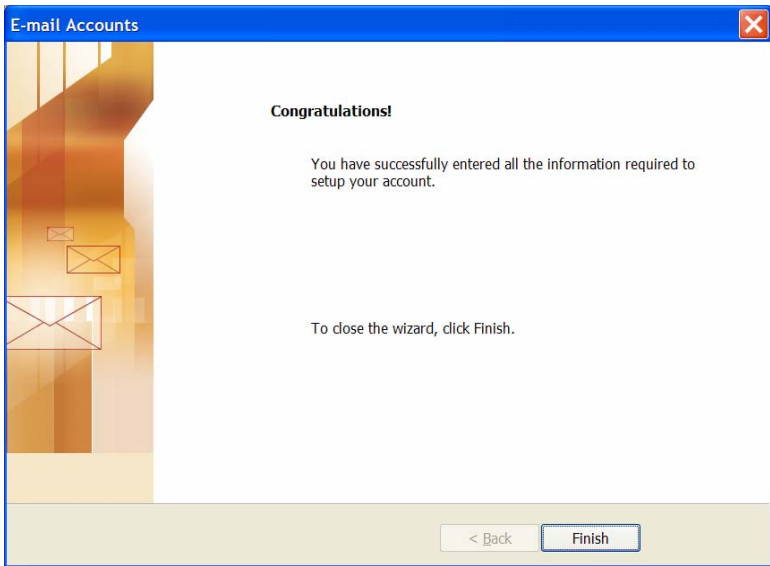 E-mail Accounts
Congratulations!
You have successfully entered all the information required to
setup your account.
To close the wizard, click Finish.
< Back
Finish